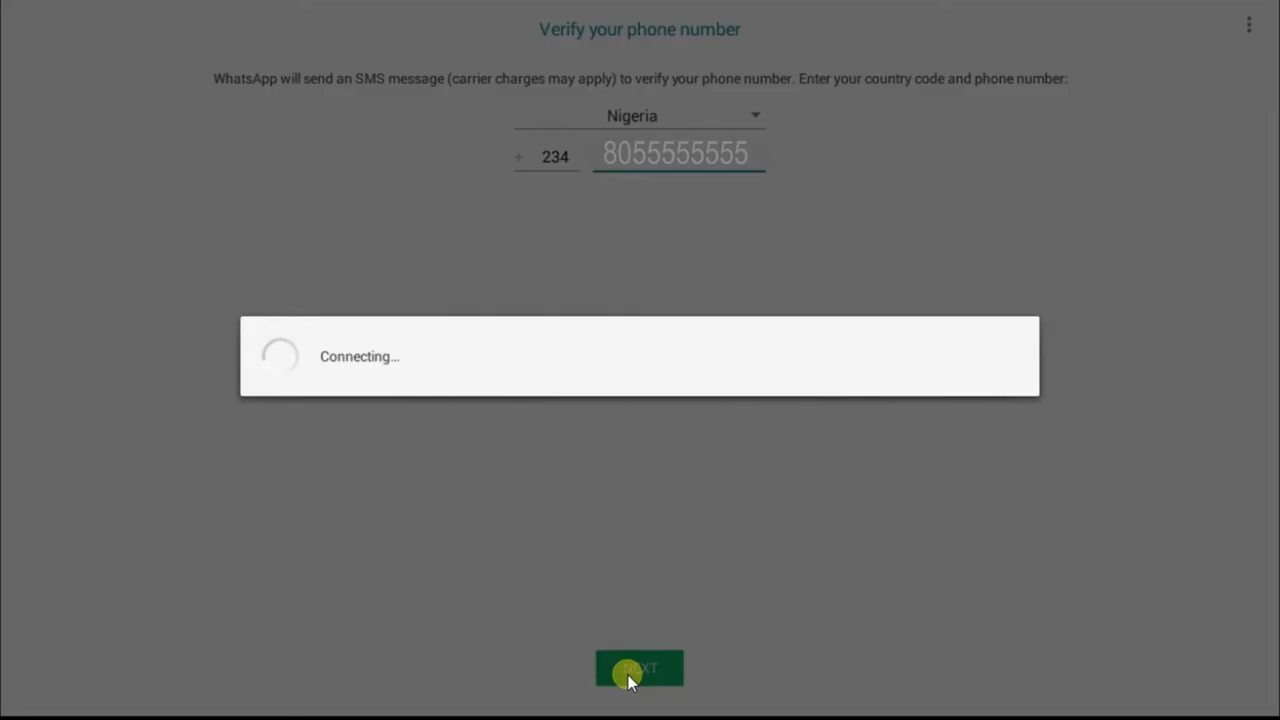 Verify your phone number
WhatsApp will send an SMS message (carrier charges may apply) to verify your phone number. Enter your country code and phone number:
Nigeria
+ 234 8055555555
Connecting...
NEXT